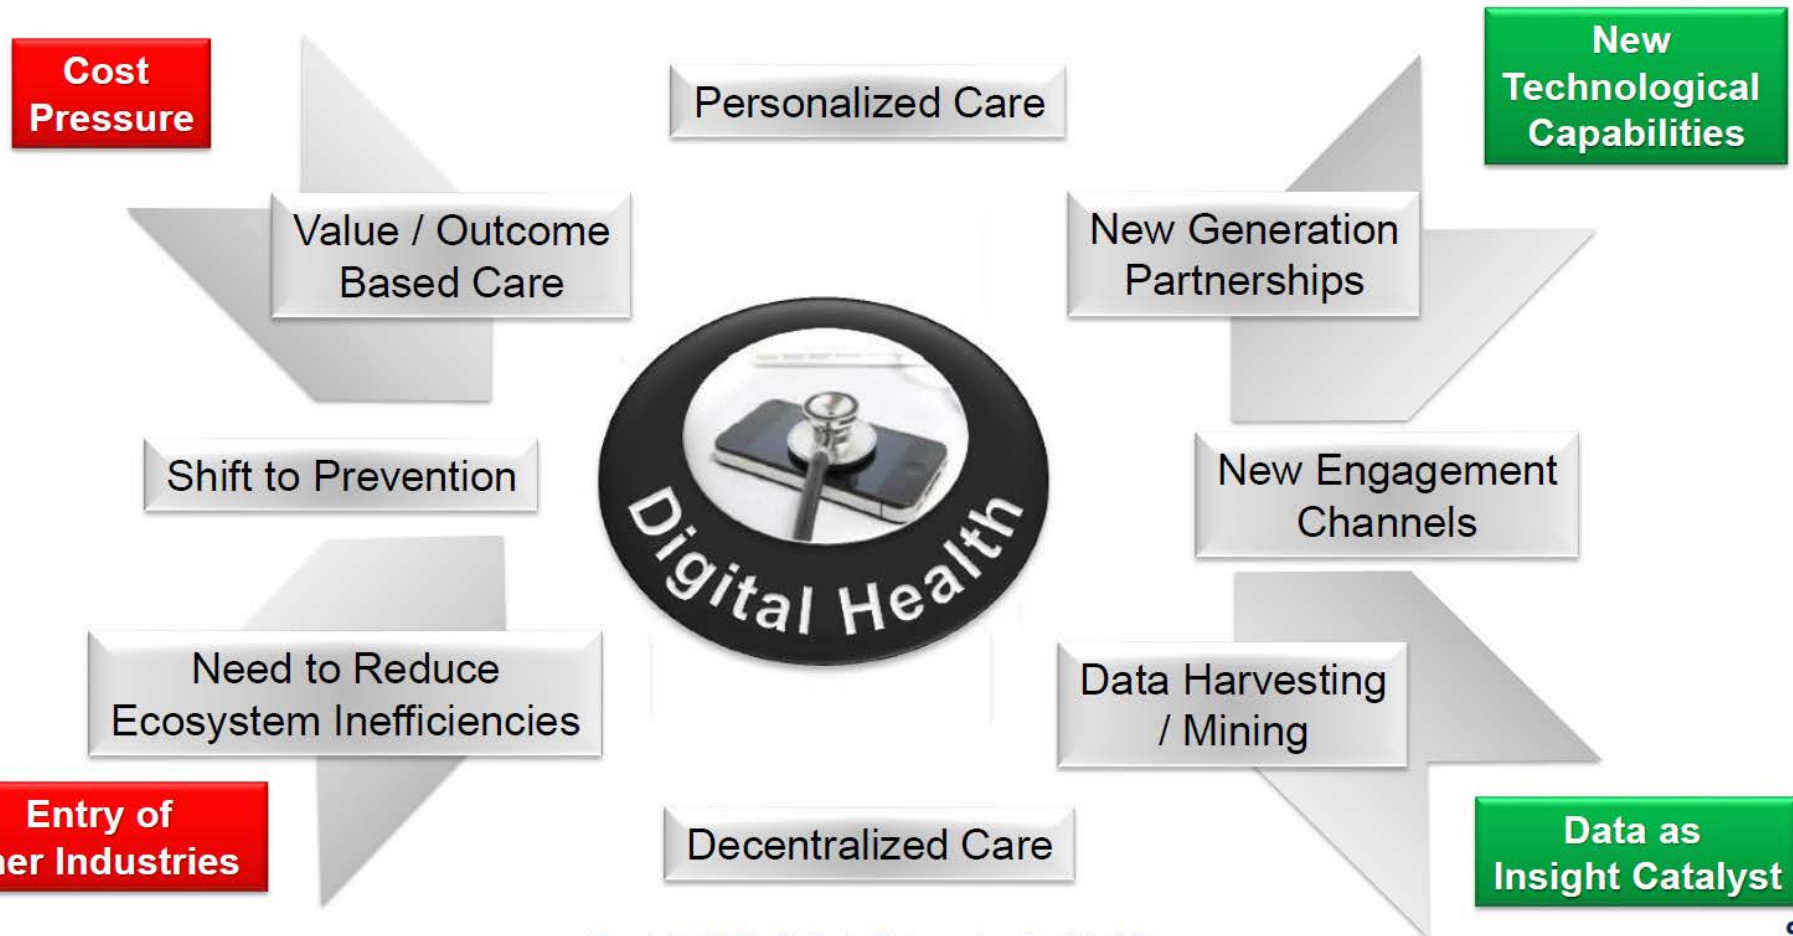 Cost
Pressure
Personalized Care
New
Technological
Capabilities
Value / Outcome
Based Care
New Generation
Partnerships
Shift to Prevention
Digital Health
New Engagement
Channels
Need to Reduce
Ecosystem Inefficiencies
Data Harvesting
/ Mining
Entry of
Industries
Decentralized Care
Data as
Insight Catalyst